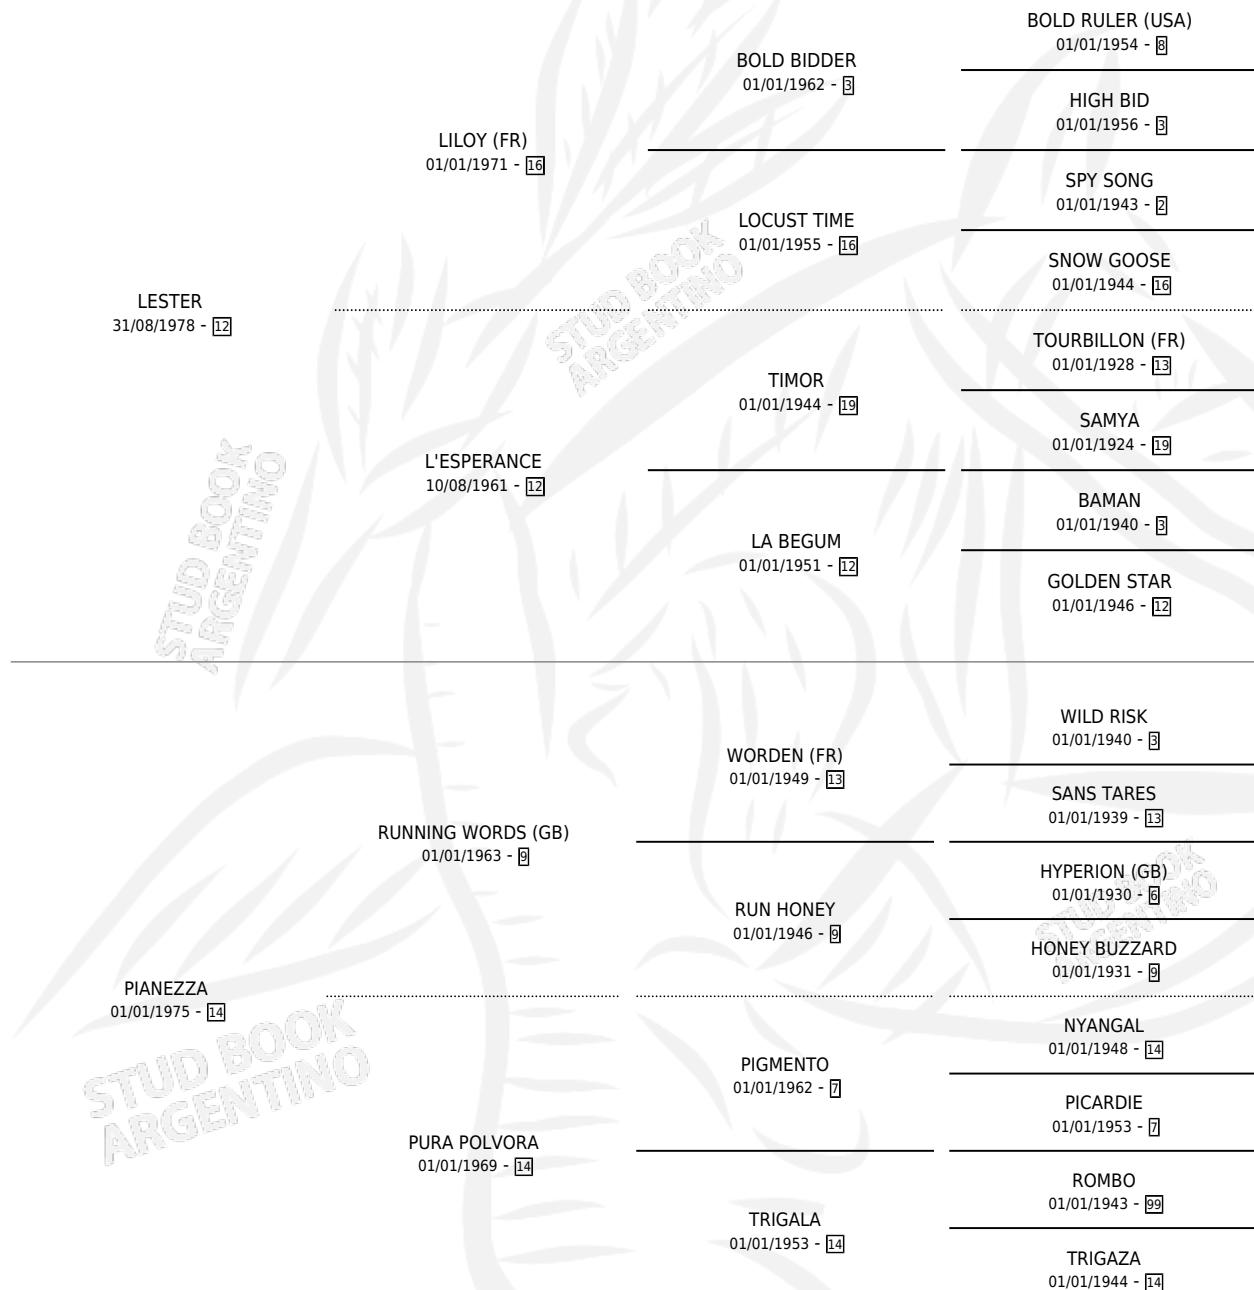 BOLD RULER (USA)
01/01/1954 - 8
BOLD BIDDER
01/01/1962 - 3
HIGH BID
01/01/1956 - 3
LILOY (FR)
01/01/1971 - 16
SPY SONG
01/01/1943 - 2
LOCUST TIME
01/01/1955 - 16
SNOW GOOSE
01/01/1944 - 16
LESTER
31/08/1978 - 12
STUD BOOK
ARGENTINO
TOURBILLON (FR)
01/01/1928 - 13
TIMOR
01/01/1944 - 19
SAMYA
01/01/1924 - 19
L'ESPERANCE
10/08/1961 - 12
BAMAN
01/01/1940 - 3
LA BEGUM
01/01/1951 - 12
GOLDEN STAR
01/01/1946 - 12
STUD BOOK
ARGENTINO
WILD RISK
01/01/1940 - 3
WORDEN (FR)
01/01/1949 - 13
SANS TARES
01/01/1939 - 13
RUNNING WORDS (GB)
01/01/1963 - 9
HYPERION (GB)
01/01/1930 - 6
RUN HONEY
01/01/1946 - 9
HONEY BUZZARD
01/01/1931 - 9
STUD BOOK
ARGENTINO
PIANEZZA
01/01/1975 - 14
NYANGAL
01/01/1948 - 14
PIGMENTO
01/01/1962 - 7
PICARDIE
01/01/1953 - 7
STUD BOOK
ARGENTINO
PURA POLVORA
01/01/1969 - 14
ROMBO
01/01/1943 - 99
TRIGALA
01/01/1953 - 14
TRIGAZA
01/01/1944 - 14